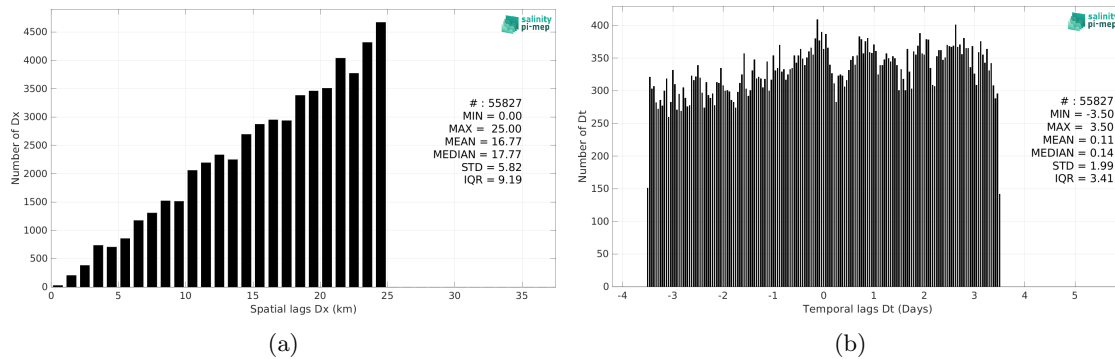 salinity
pi-mep
4500
4000
3500
3000
2500
2000
1500
1000
500
0
Number of Dx
# : 55827
MIN = 0.00
MAX = 25.00
MEAN = 16.77
MEDIAN = 17.77
STD = 5.82
IQR = 9.19
0 5 10 15 20 25 30 35
Spatial lags Dx (km)
(a)
salinity
pi-mep
400
350
300
250
200
150
100
50
0
Number of Dt
# : 55827
MIN = -3.50
MAX = 3.50
MEAN = 0.11
MEDIAN = 0.14
STD = 1.99
IQR = 3.41
-4 -3 -2 -1 0 1 2 3 4 5
Temporal lags Dt (Days)
(b)